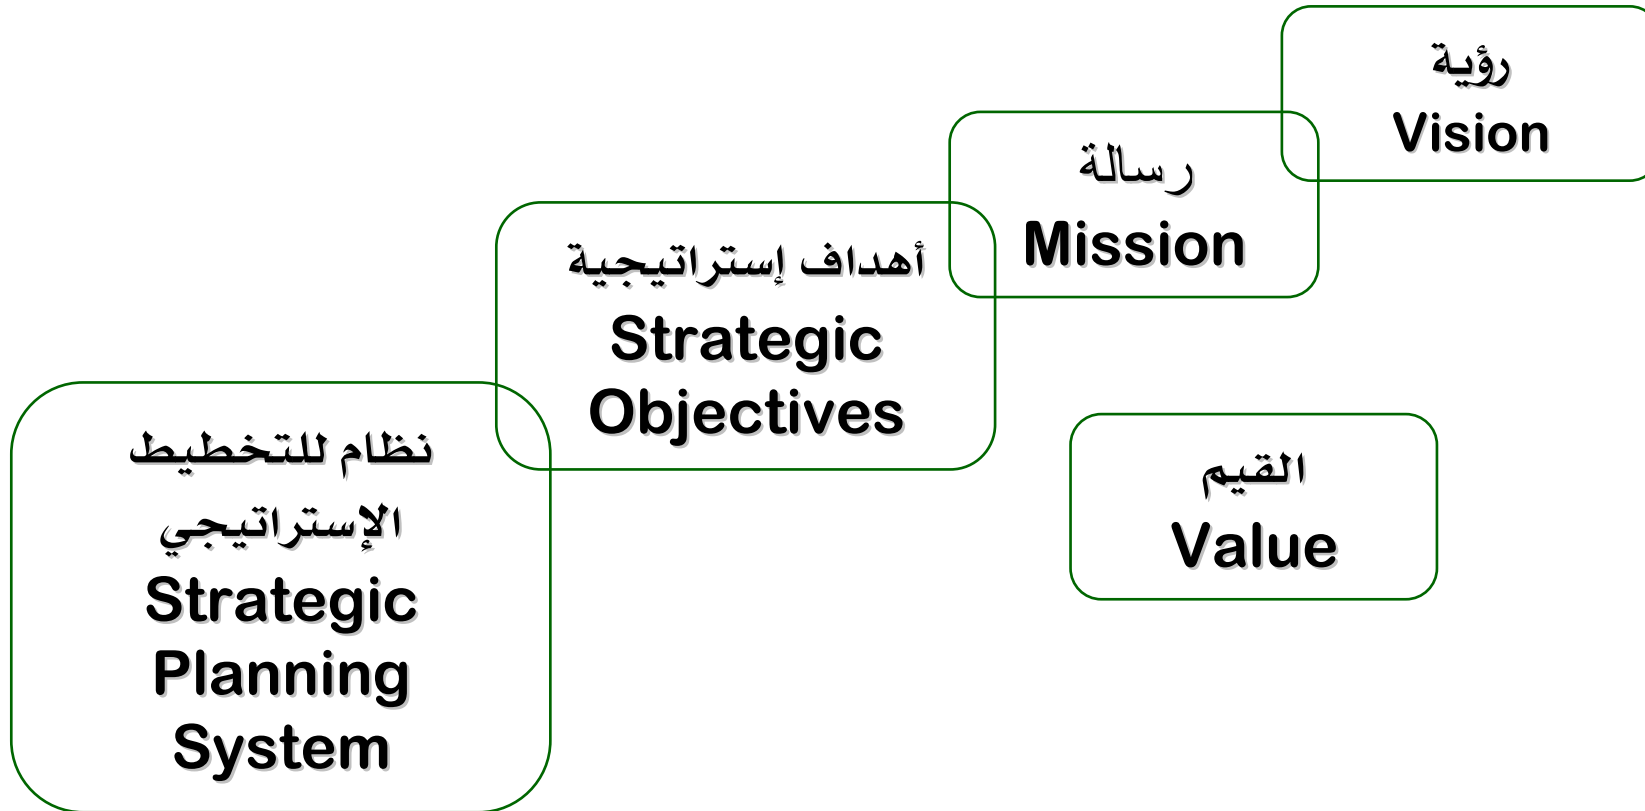 رؤية
Vision
رسالة
Mission
أهداف إستراتيجية
Strategic
Objectives
نظام للتخطيط
الإستراتيجي
Strategic
Planning
System
القيم
Value